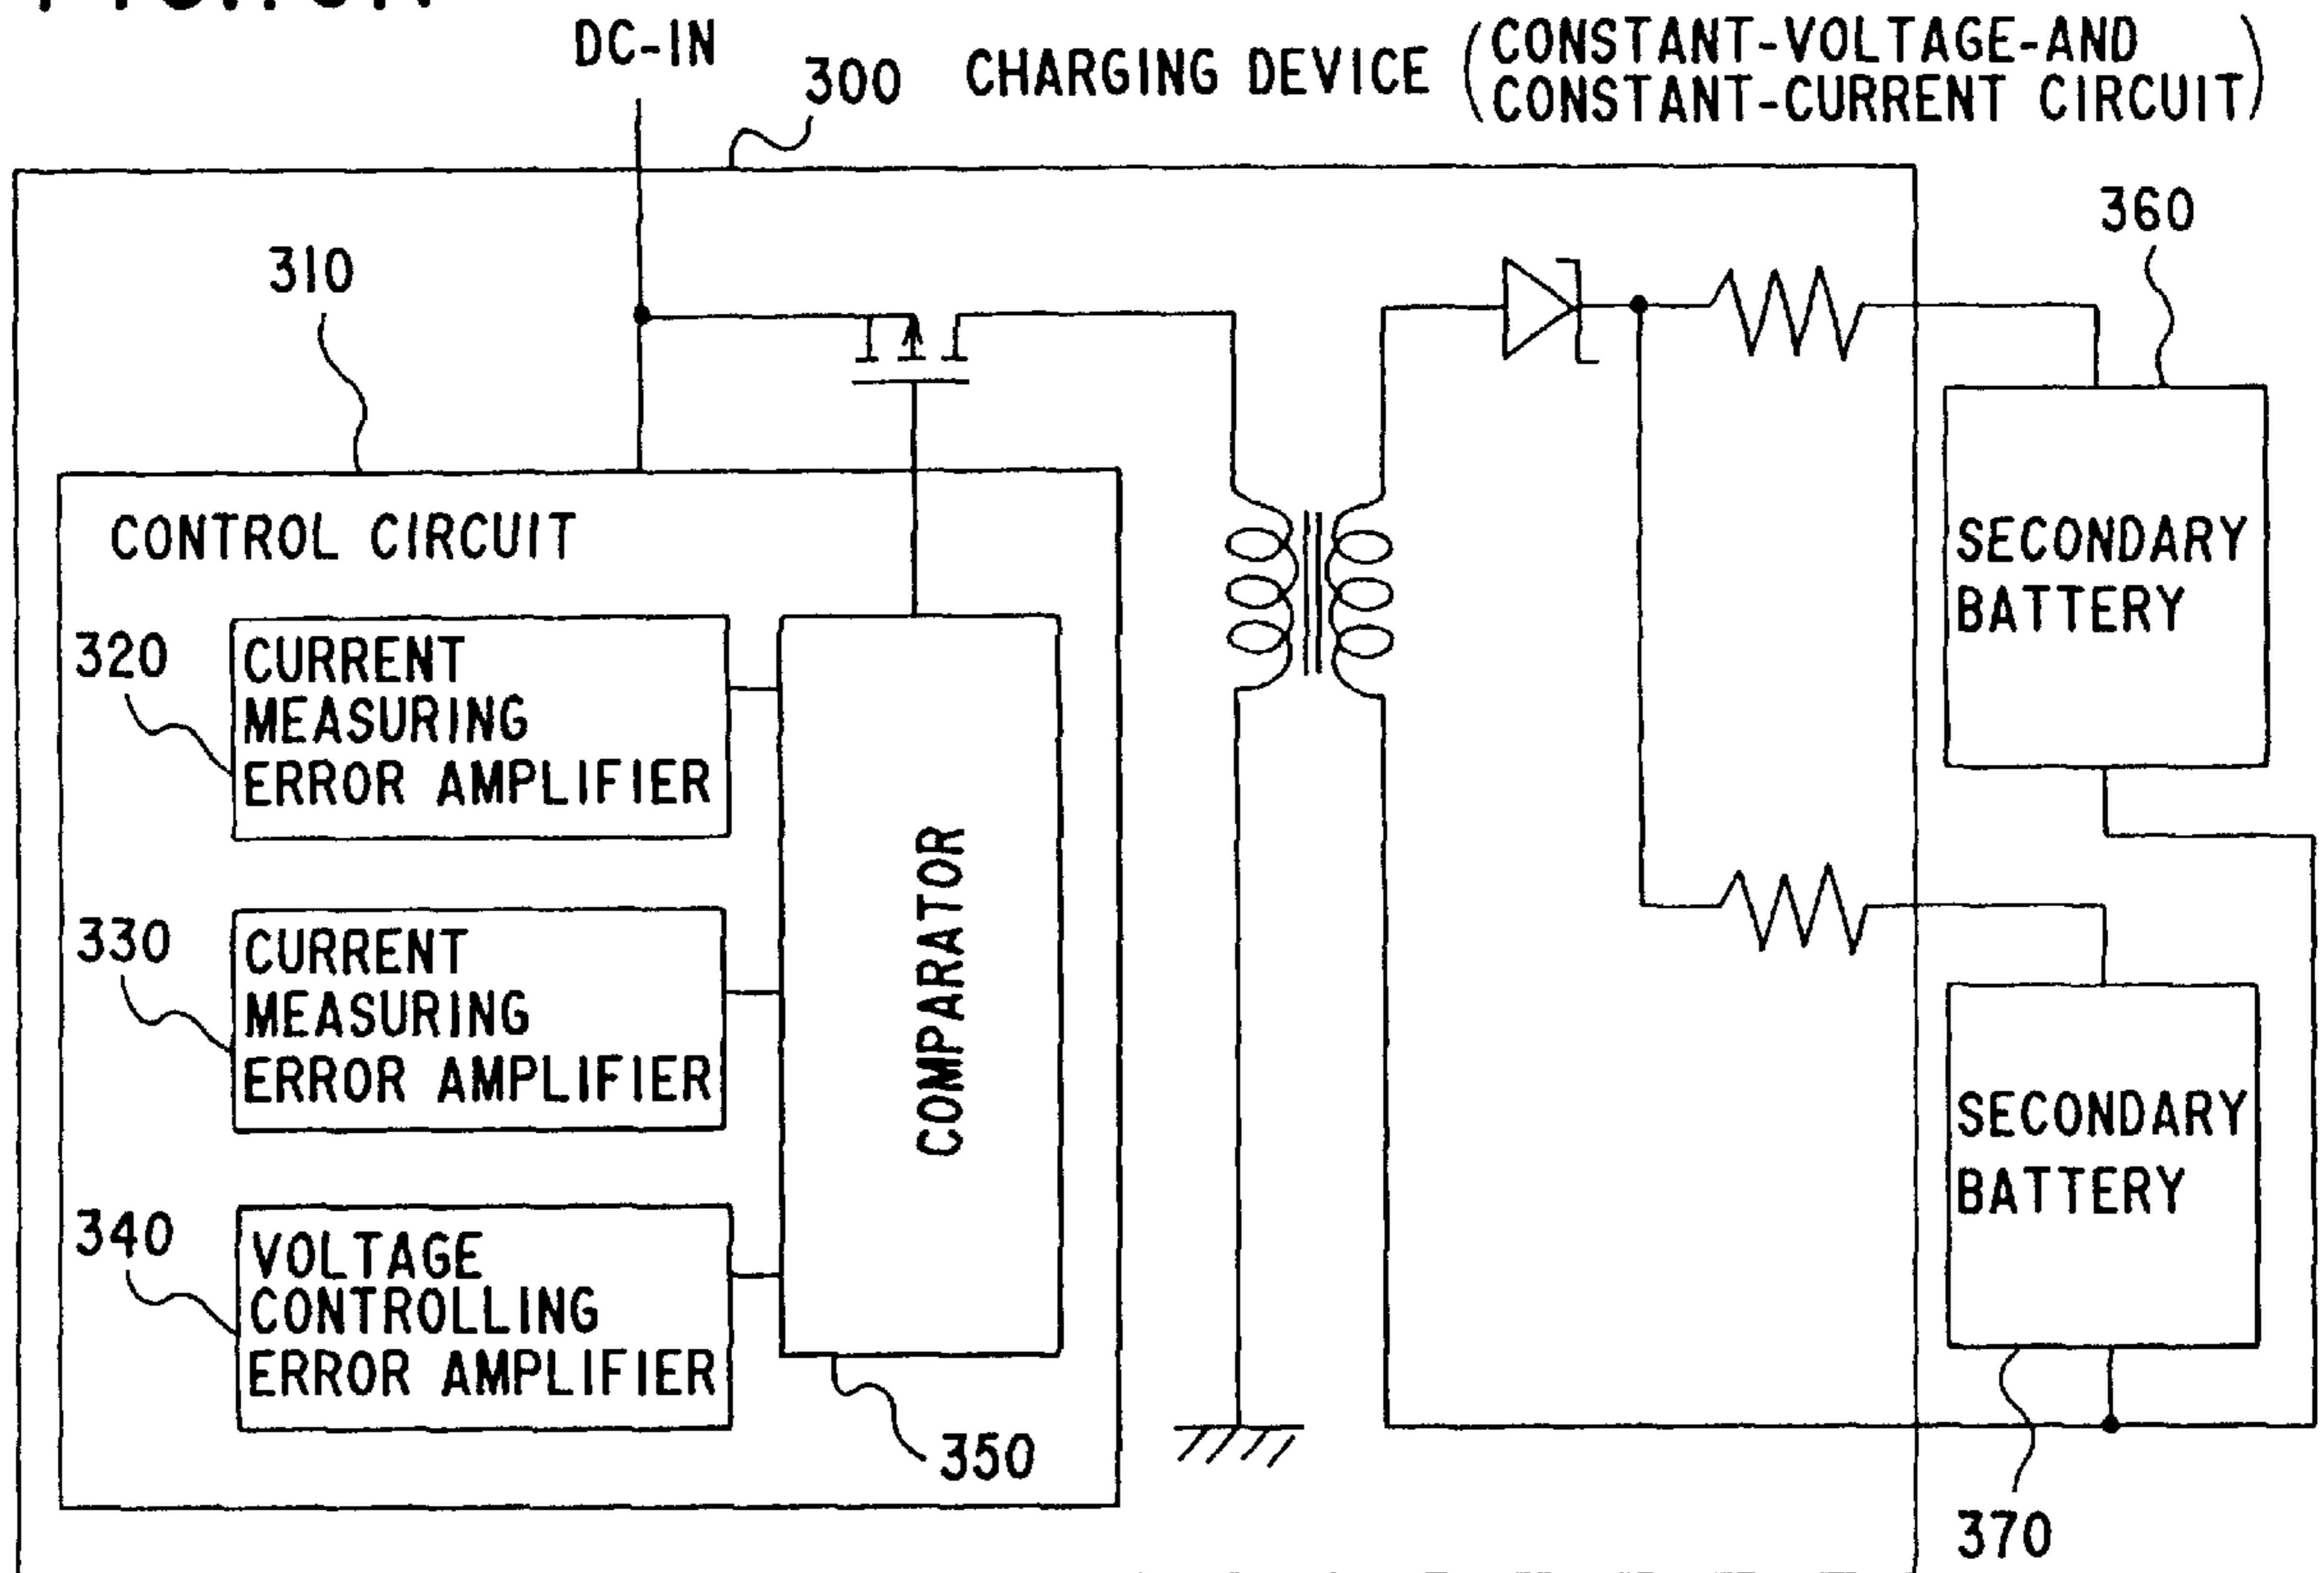 DC-IN
300
CHARGING DEVICE (CONSTANT-VOLTAGE-AND
CONSTANT-CURRENT CIRCUIT)
310
360
CONTROL CIRCUIT
320
CURRENT
MEASURING
ERROR AMPLIFIER
330
CURRENT
MEASURING
ERROR AMPLIFIER
340
VOLTAGE
CONTROLLING
ERROR AMPLIFIER
COMPARATOR
350
SECONDARY
BATTERY
SECONDARY
BATTERY
370